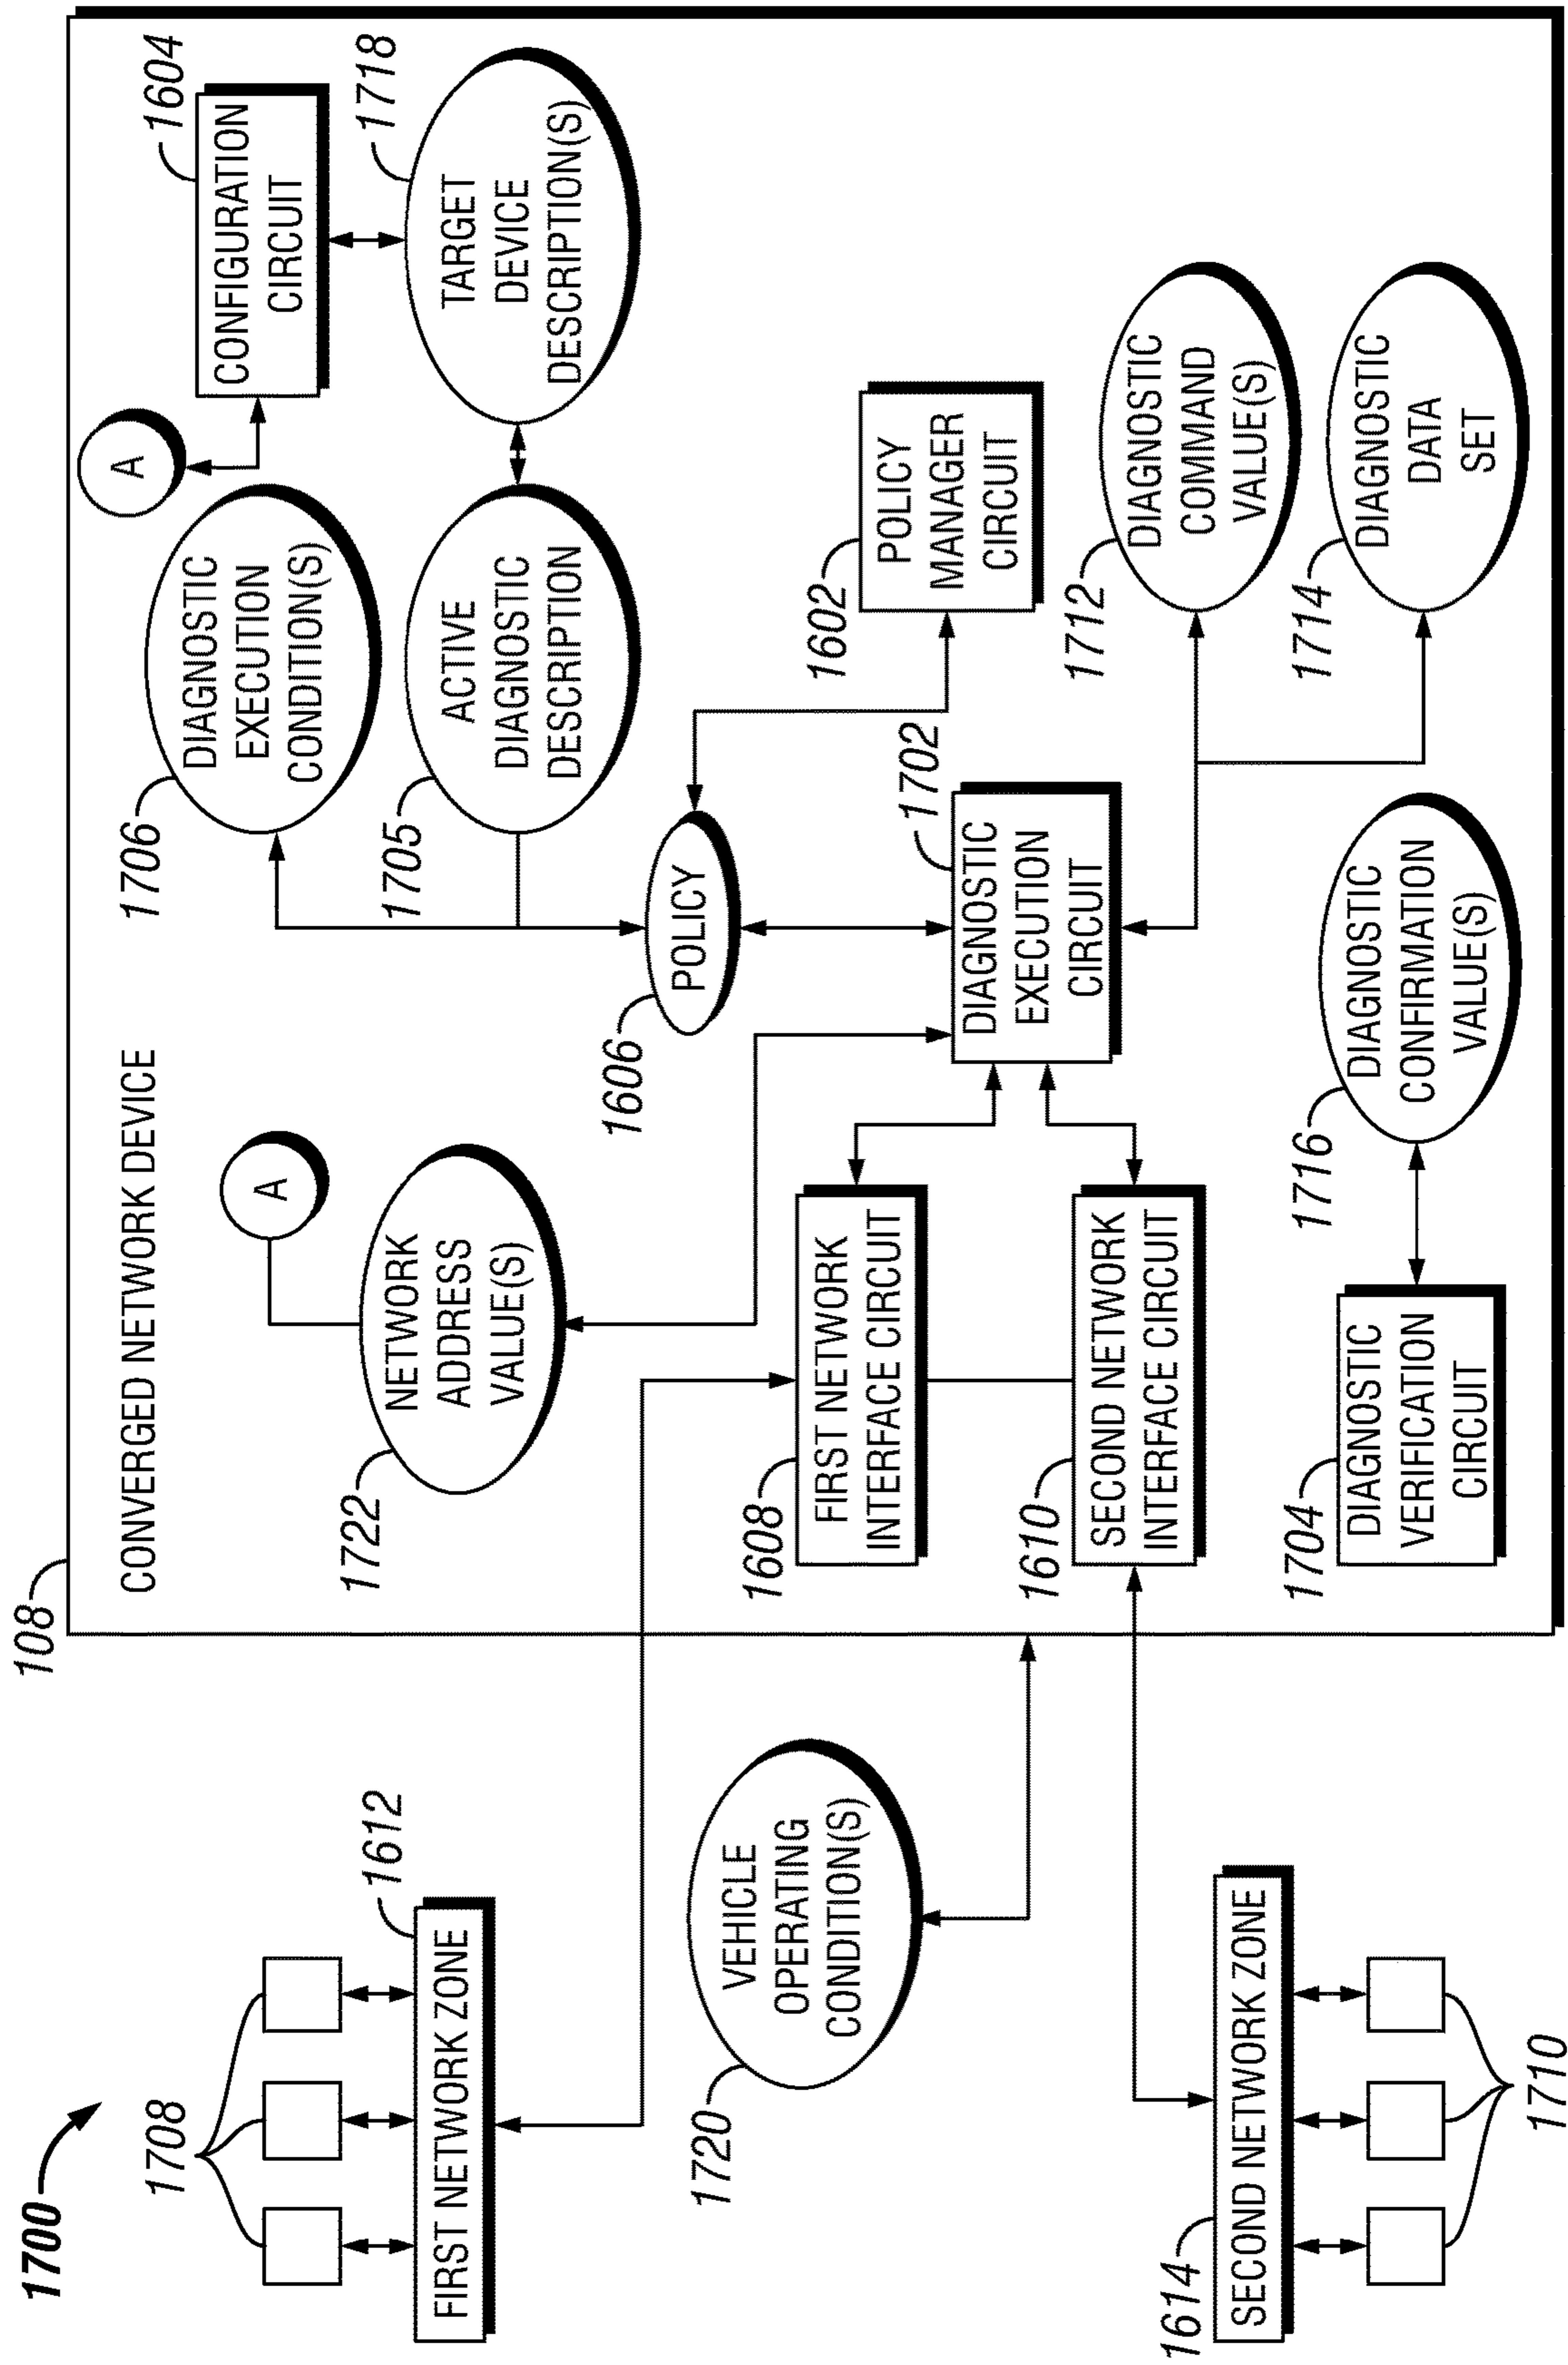 1700
1708
1612
FIRST NETWORK ZONE
1720
VEHICLE
OPERATING
CONDITION(S)
1614
SECOND NETWORK ZONE
1710
108
CONVERGED NETWORK DEVICE
A
1722
NETWORK
ADDRESS
VALUE(S)
1608
FIRST NETWORK
INTERFACE CIRCUIT
1610
SECOND NETWORK
INTERFACE CIRCUIT
1704
DIAGNOSTIC
VERIFICATION
CIRCUIT
1716
DIAGNOSTIC
CONFIRMATION
VALUE(S)
1706
DIAGNOSTIC
EXECUTION
CONDITION(S)
1705
ACTIVE
DIAGNOSTIC
DESCRIPTION
1606
POLICY
1702
DIAGNOSTIC
EXECUTION
CIRCUIT
A
1604
CONFIGURATION
CIRCUIT
1718
TARGET
DEVICE
DESCRIPTION(S)
1602
POLICY
MANAGER
CIRCUIT
1712
DIAGNOSTIC
COMMAND
VALUE(S)
1714
DIAGNOSTIC
DATA
SET